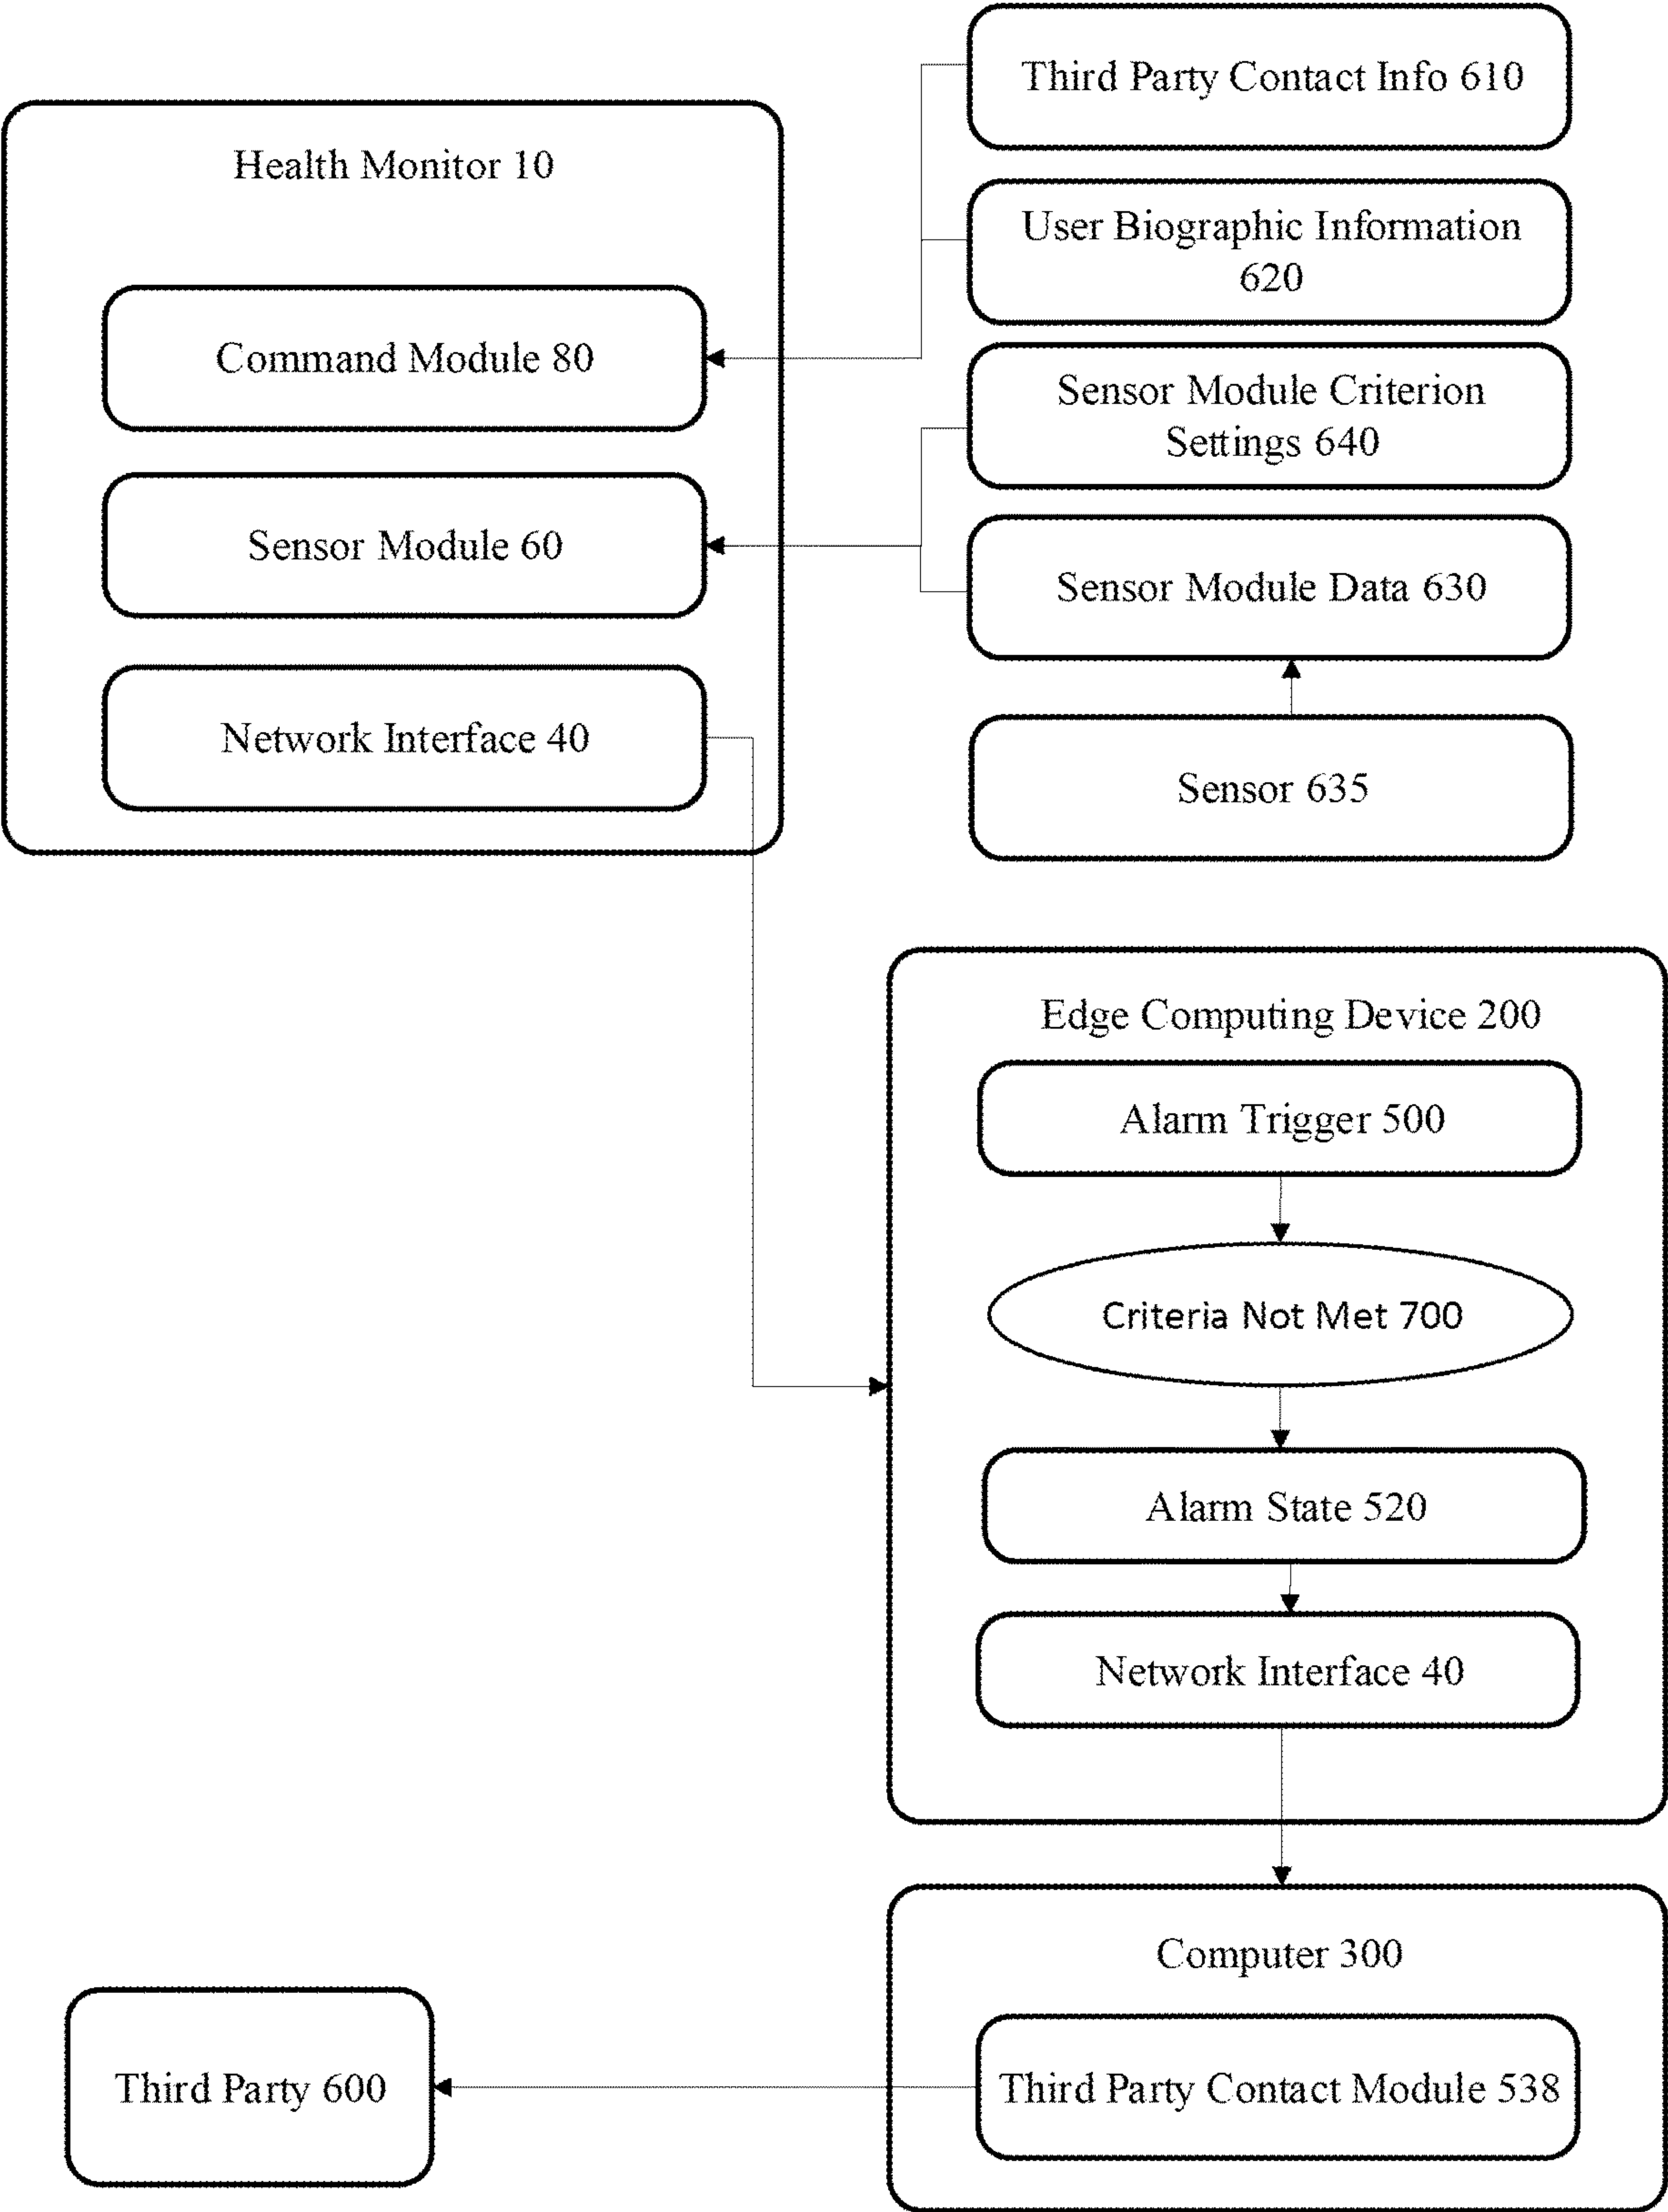 Third Party Contact Info 610
Health Monitor 10
User Biographic Information
620
Command Module 80
Sensor Module Criterion
Settings 640
Sensor Module 60
Sensor Module Data 630
Network Interface 40
Sensor 635
Edge Computing Device 200
Alarm Trigger 500
Criteria Not Met 700
Alarm State 520
Network Interface 40
Computer 300
Third Party 600
Third Party Contact Module 538